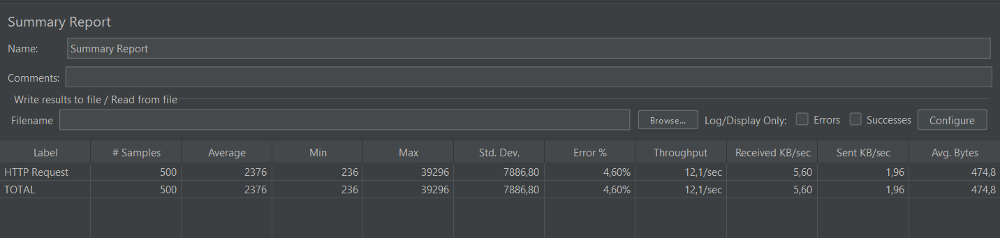 Summary Report
Name: Summary Report
Comments:
Write results to file / Read from file
Filename Browse... Log/Display Only: Errors Successes Configure
Label # Samples Average Min Max Std. Dev. Error % Throughput Received KB/sec Sent KB/sec Avg. Bytes
HTTP Request 500 2376 236 39296 7886,80 4,60% 12,1/sec 5,60 1,96 474,8
TOTAL 500 2376 236 39296 7886,80 4,60% 12,1/sec 5,60 1,96 474,8